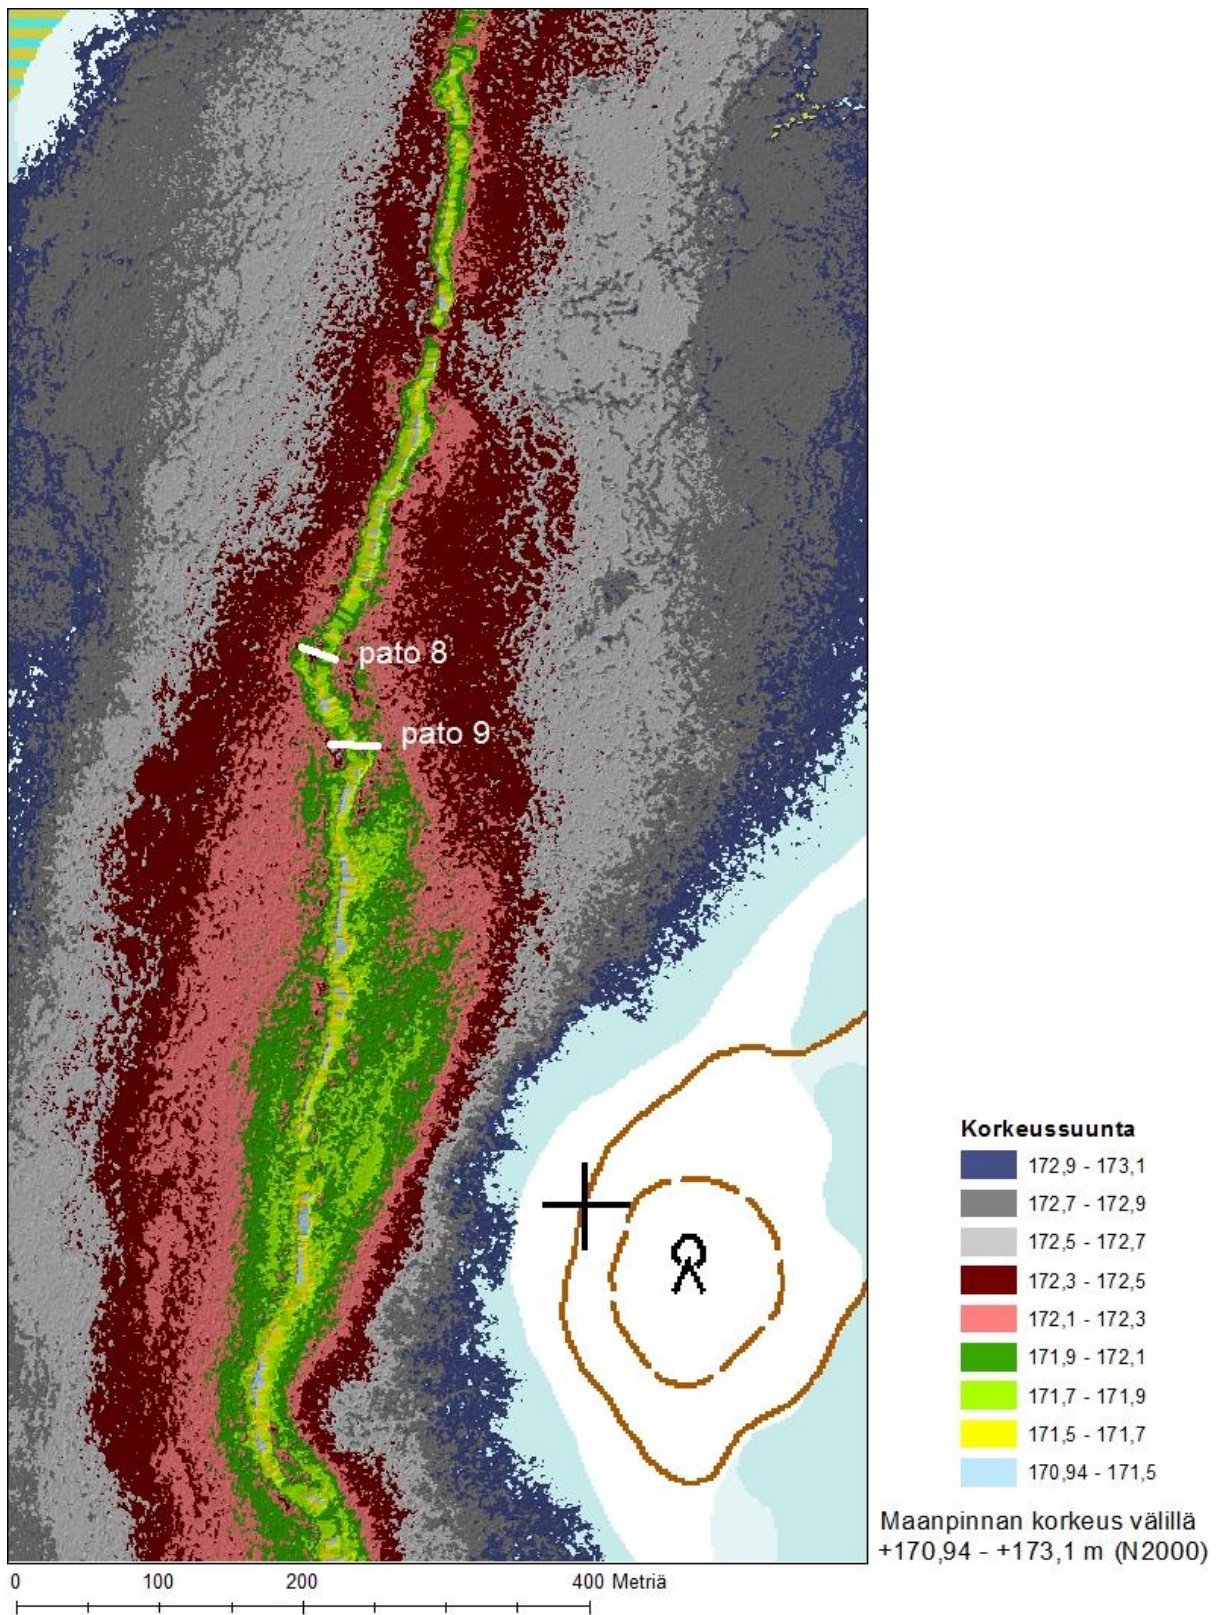 pato 8
pato 9
Korkeussuunta
172,9 - 173,1
172,7 - 172,9
172,5 - 172,7
172,3 - 172,5
172,1 - 172,3
171,9 - 172,1
171,7 - 171,9
171,5 - 171,7
170,94 - 171,5
Maanpinnan korkeus välillä
+170,94 - +173,1 m (N2000)
0 100 200 400 Metriä